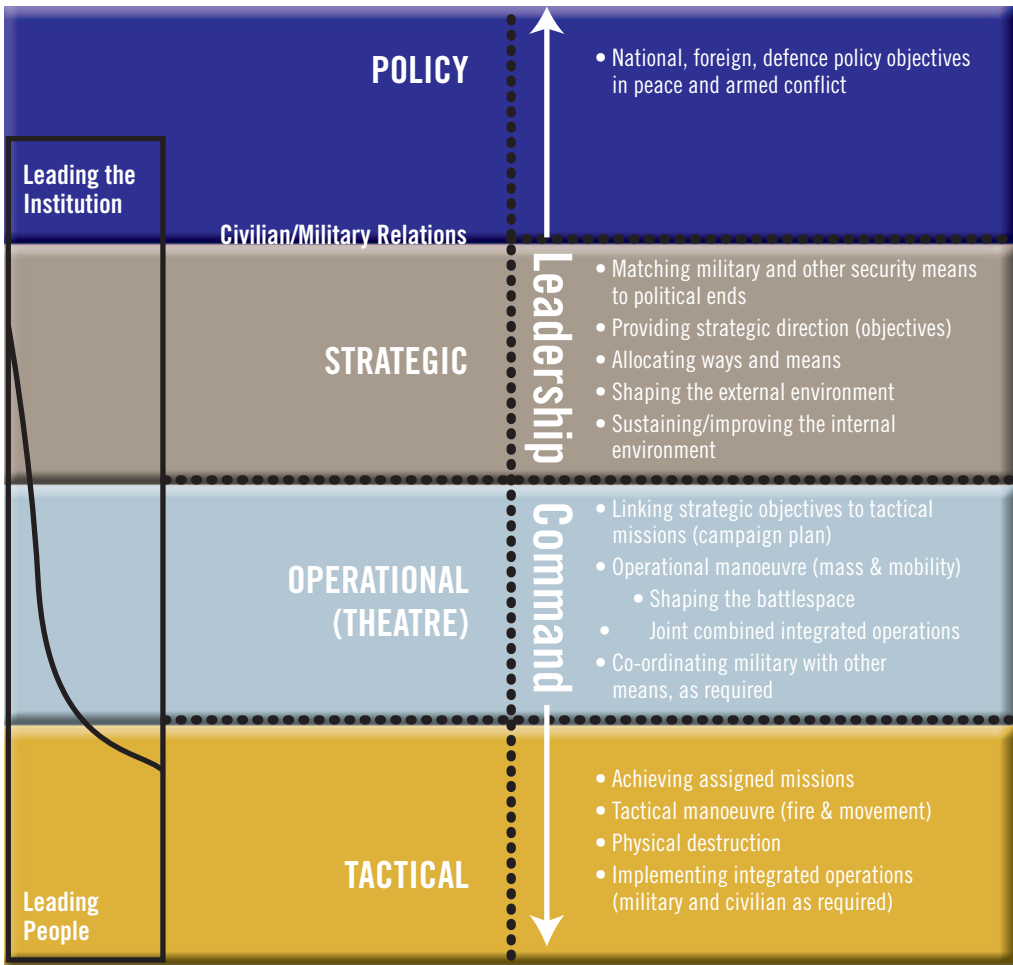 POLICY
• National, foreign, defence policy objectives
in peace and armed conflict
Leading the
Institution
Civilian/Military Relations
Leadership
STRATEGIC
• Matching military and other security means
to political ends
• Providing strategic direction (objectives)
• Allocating ways and means
• Shaping the external environment
• Sustaining/improving the internal
environment
Command
OPERATIONAL
(THEATRE)
• Linking strategic objectives to tactical
missions (campaign plan)
• Operational manoeuvre (mass & mobility)
• Shaping the battlespace
• Joint combined integrated operations
• Co-ordinating military with other
means, as required
TACTICAL
• Achieving assigned missions
• Tactical manoeuvre (fire & movement)
• Physical destruction
• Implementing integrated operations
(military and civilian as required)
Leading
People